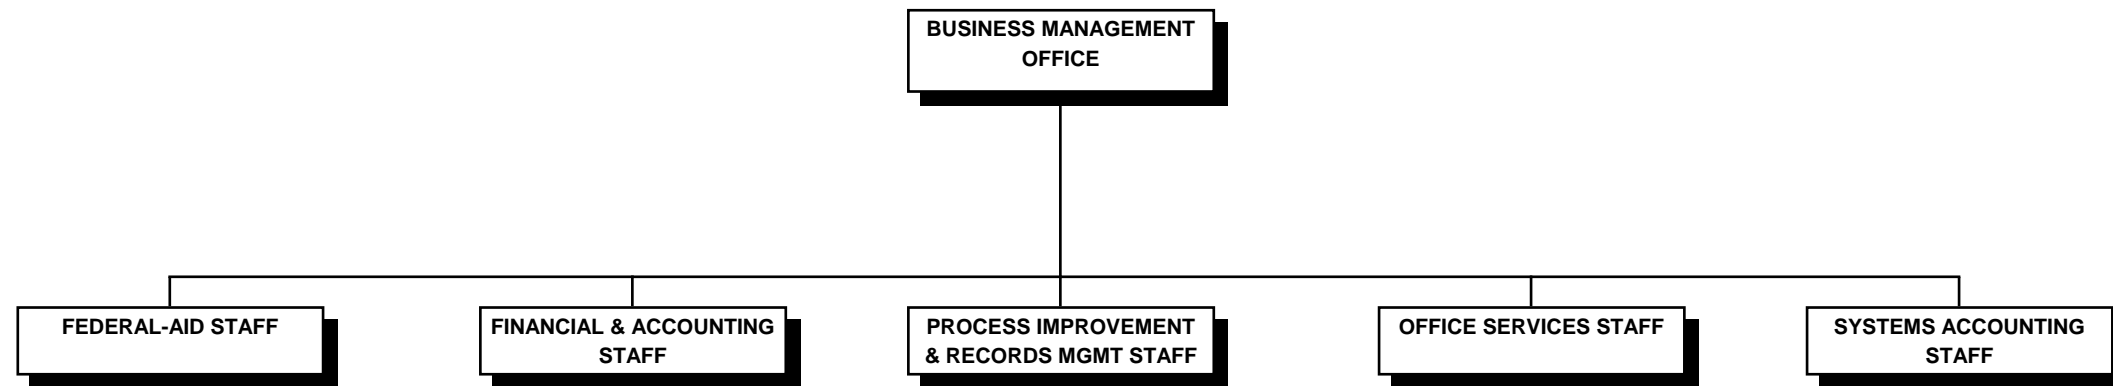 BUSINESS MANAGEMENT
OFFICE
FEDERAL-AID STAFF
FINANCIAL & ACCOUNTING
STAFF
PROCESS IMPROVEMENT
& RECORDS MGMT STAFF
OFFICE SERVICES STAFF
SYSTEMS ACCOUNTING
STAFF